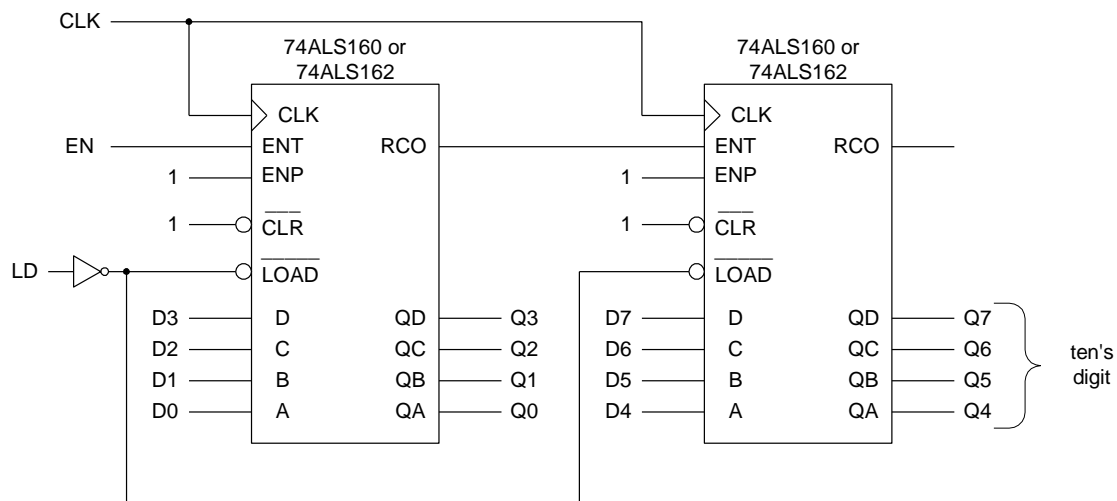 CLK
74ALS160 or
74ALS162
74ALS160 or
74ALS162
CLK
CLK
EN
ENT
RCO
ENT
RCO
1
ENP
1
ENP
1
CLR
1
CLR
LD
LOAD
LOAD
D3
D
QD
Q3
D7
D
QD
Q7
D2
C
QC
Q2
D6
C
QC
Q6
D1
B
QB
Q1
D5
B
QB
Q5
D0
A
QA
Q0
D4
A
QA
Q4
ten's
digit